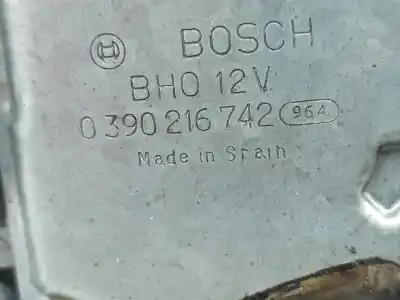 BOSCH
BHO 12V
0 390 216 742 964
Made in Spain